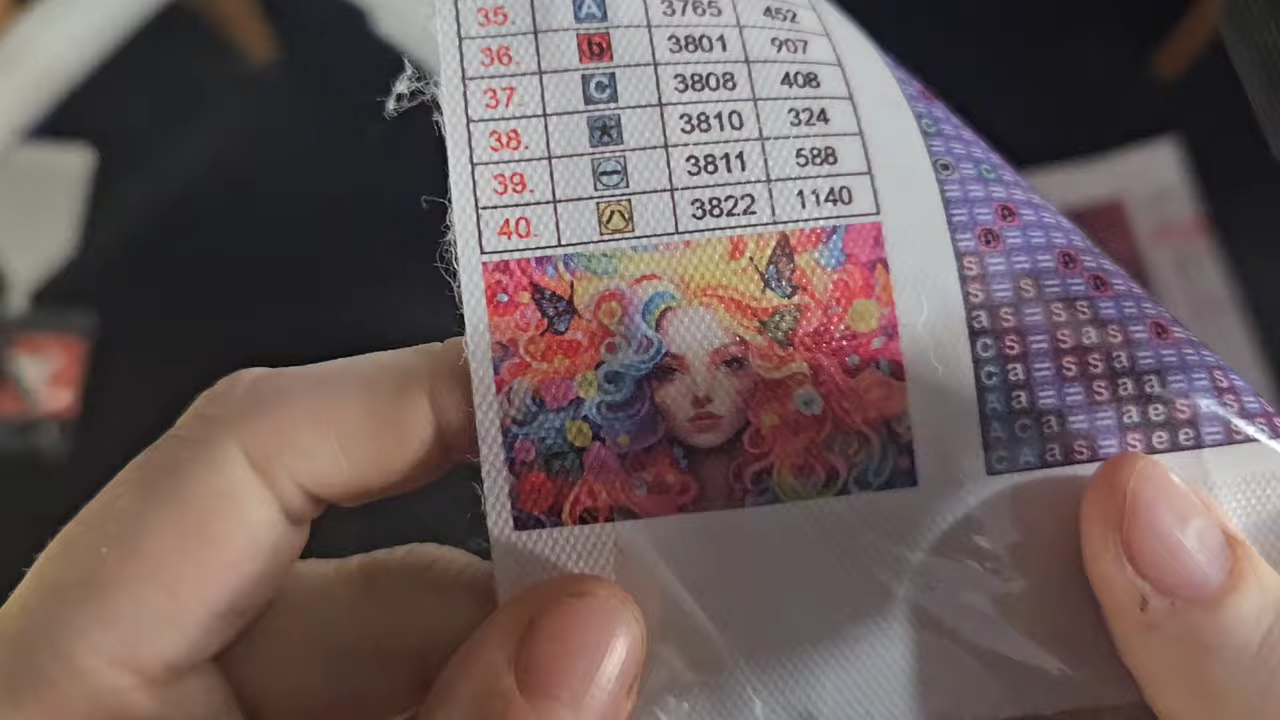 35. A 3765 452
36. b 3801 907
37. C 3808 408
38. 3810 324
39. 3811 588
40. 3822 1140
s
s = s
a s = s s
C s = s a s
C a = s s a
a = s a a = = s
A C a = = a e s
C A a s = s e e =